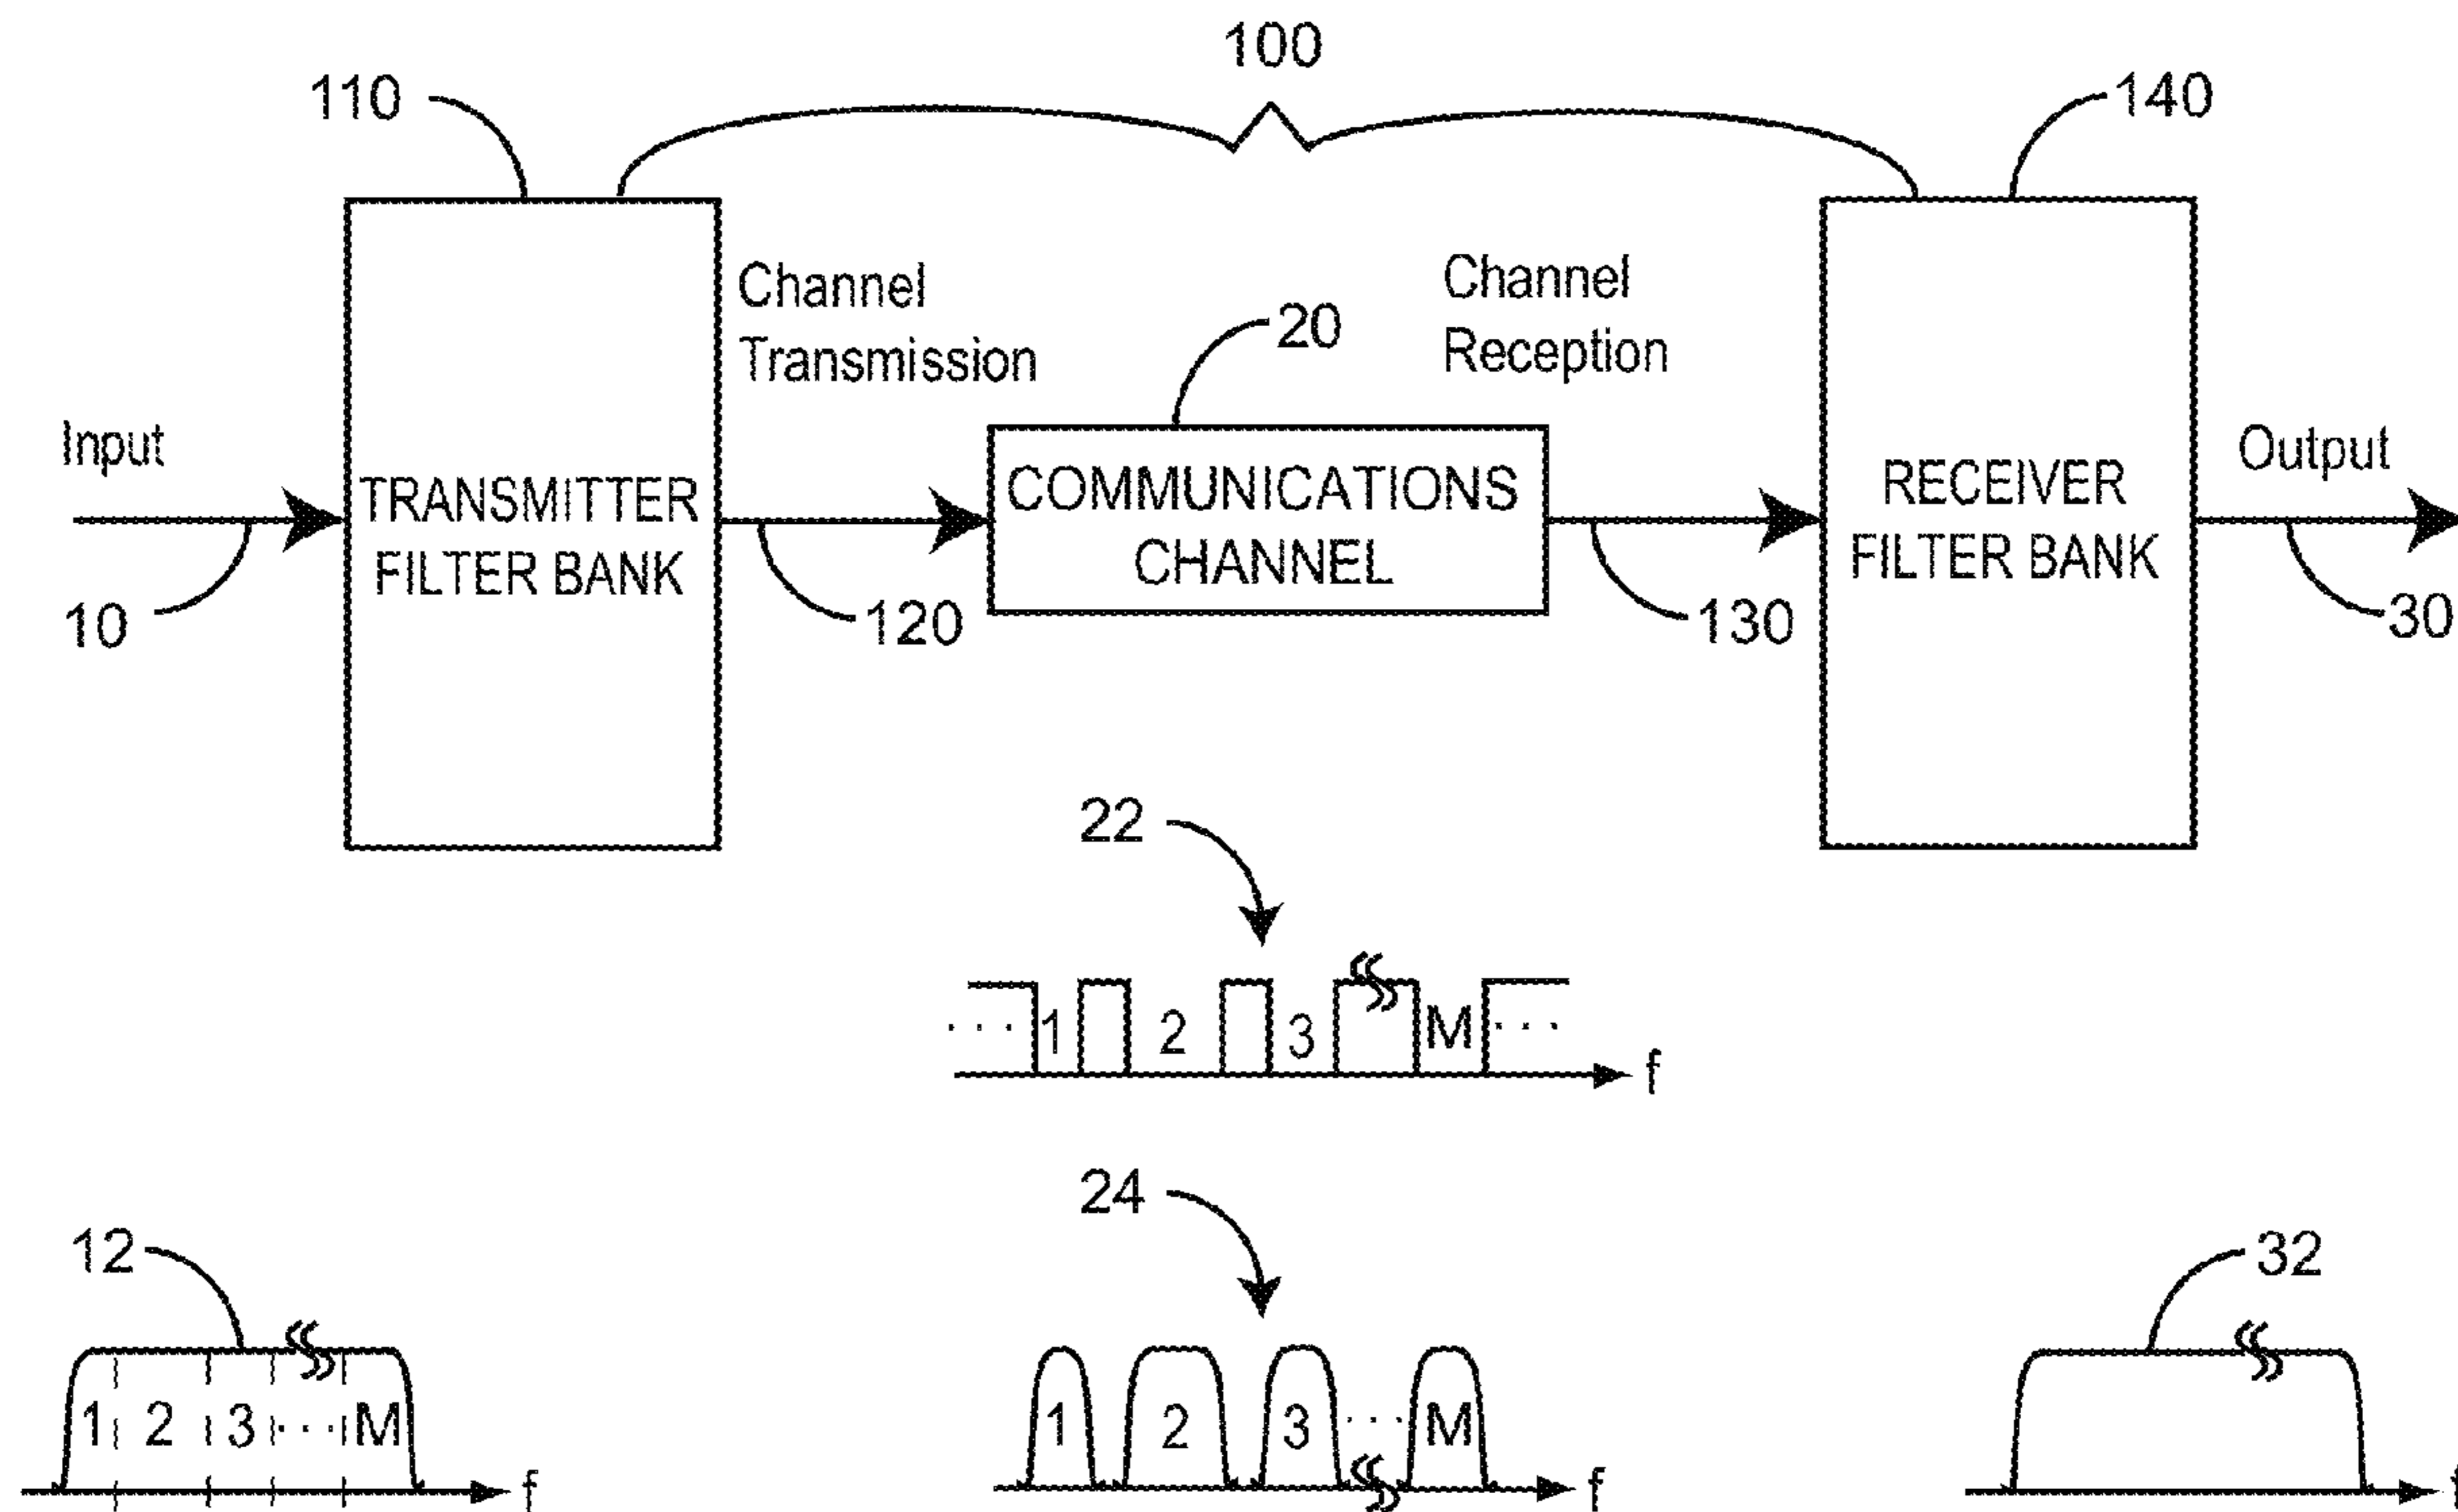 100
110
140
Channel
Transmission
Channel
Reception
20
Input
Output
TRANSMITTER
FILTER BANK
COMMUNICATIONS
CHANNEL
RECEIVER
FILTER BANK
10
120
130
30
22
... 1 2 3 M ...
f
24
12
32
1 2 3 ... M
f
1 2 3 ... M
f
f